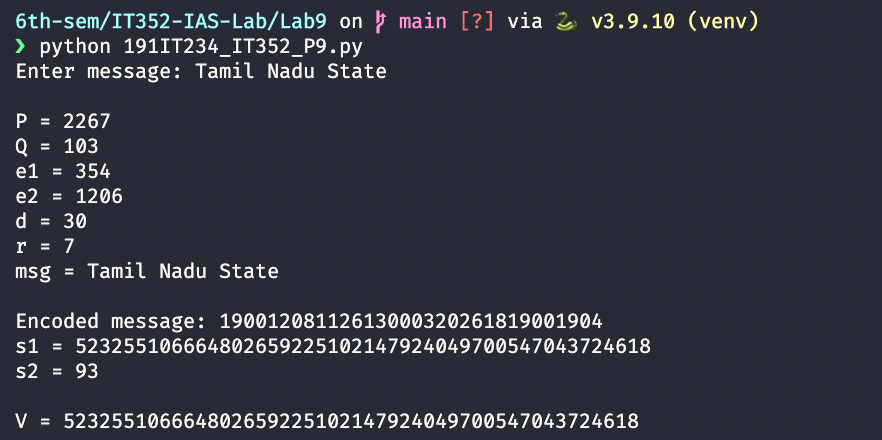 6th-sem/IT352-IAS-Lab/Lab9 on main [?] via 🐍 v3.9.10 (venv)
❯ python 191IT234_IT352_P9.py
Enter message: Tamil Nadu State
P = 2267
Q = 103
e1 = 354
e2 = 1206
d = 30
r = 7
msg = Tamil Nadu State
Encoded message: 19001208112613000320261819001904
s1 = 523255106664802659225102147924049700547043724618
s2 = 93
V = 523255106664802659225102147924049700547043724618